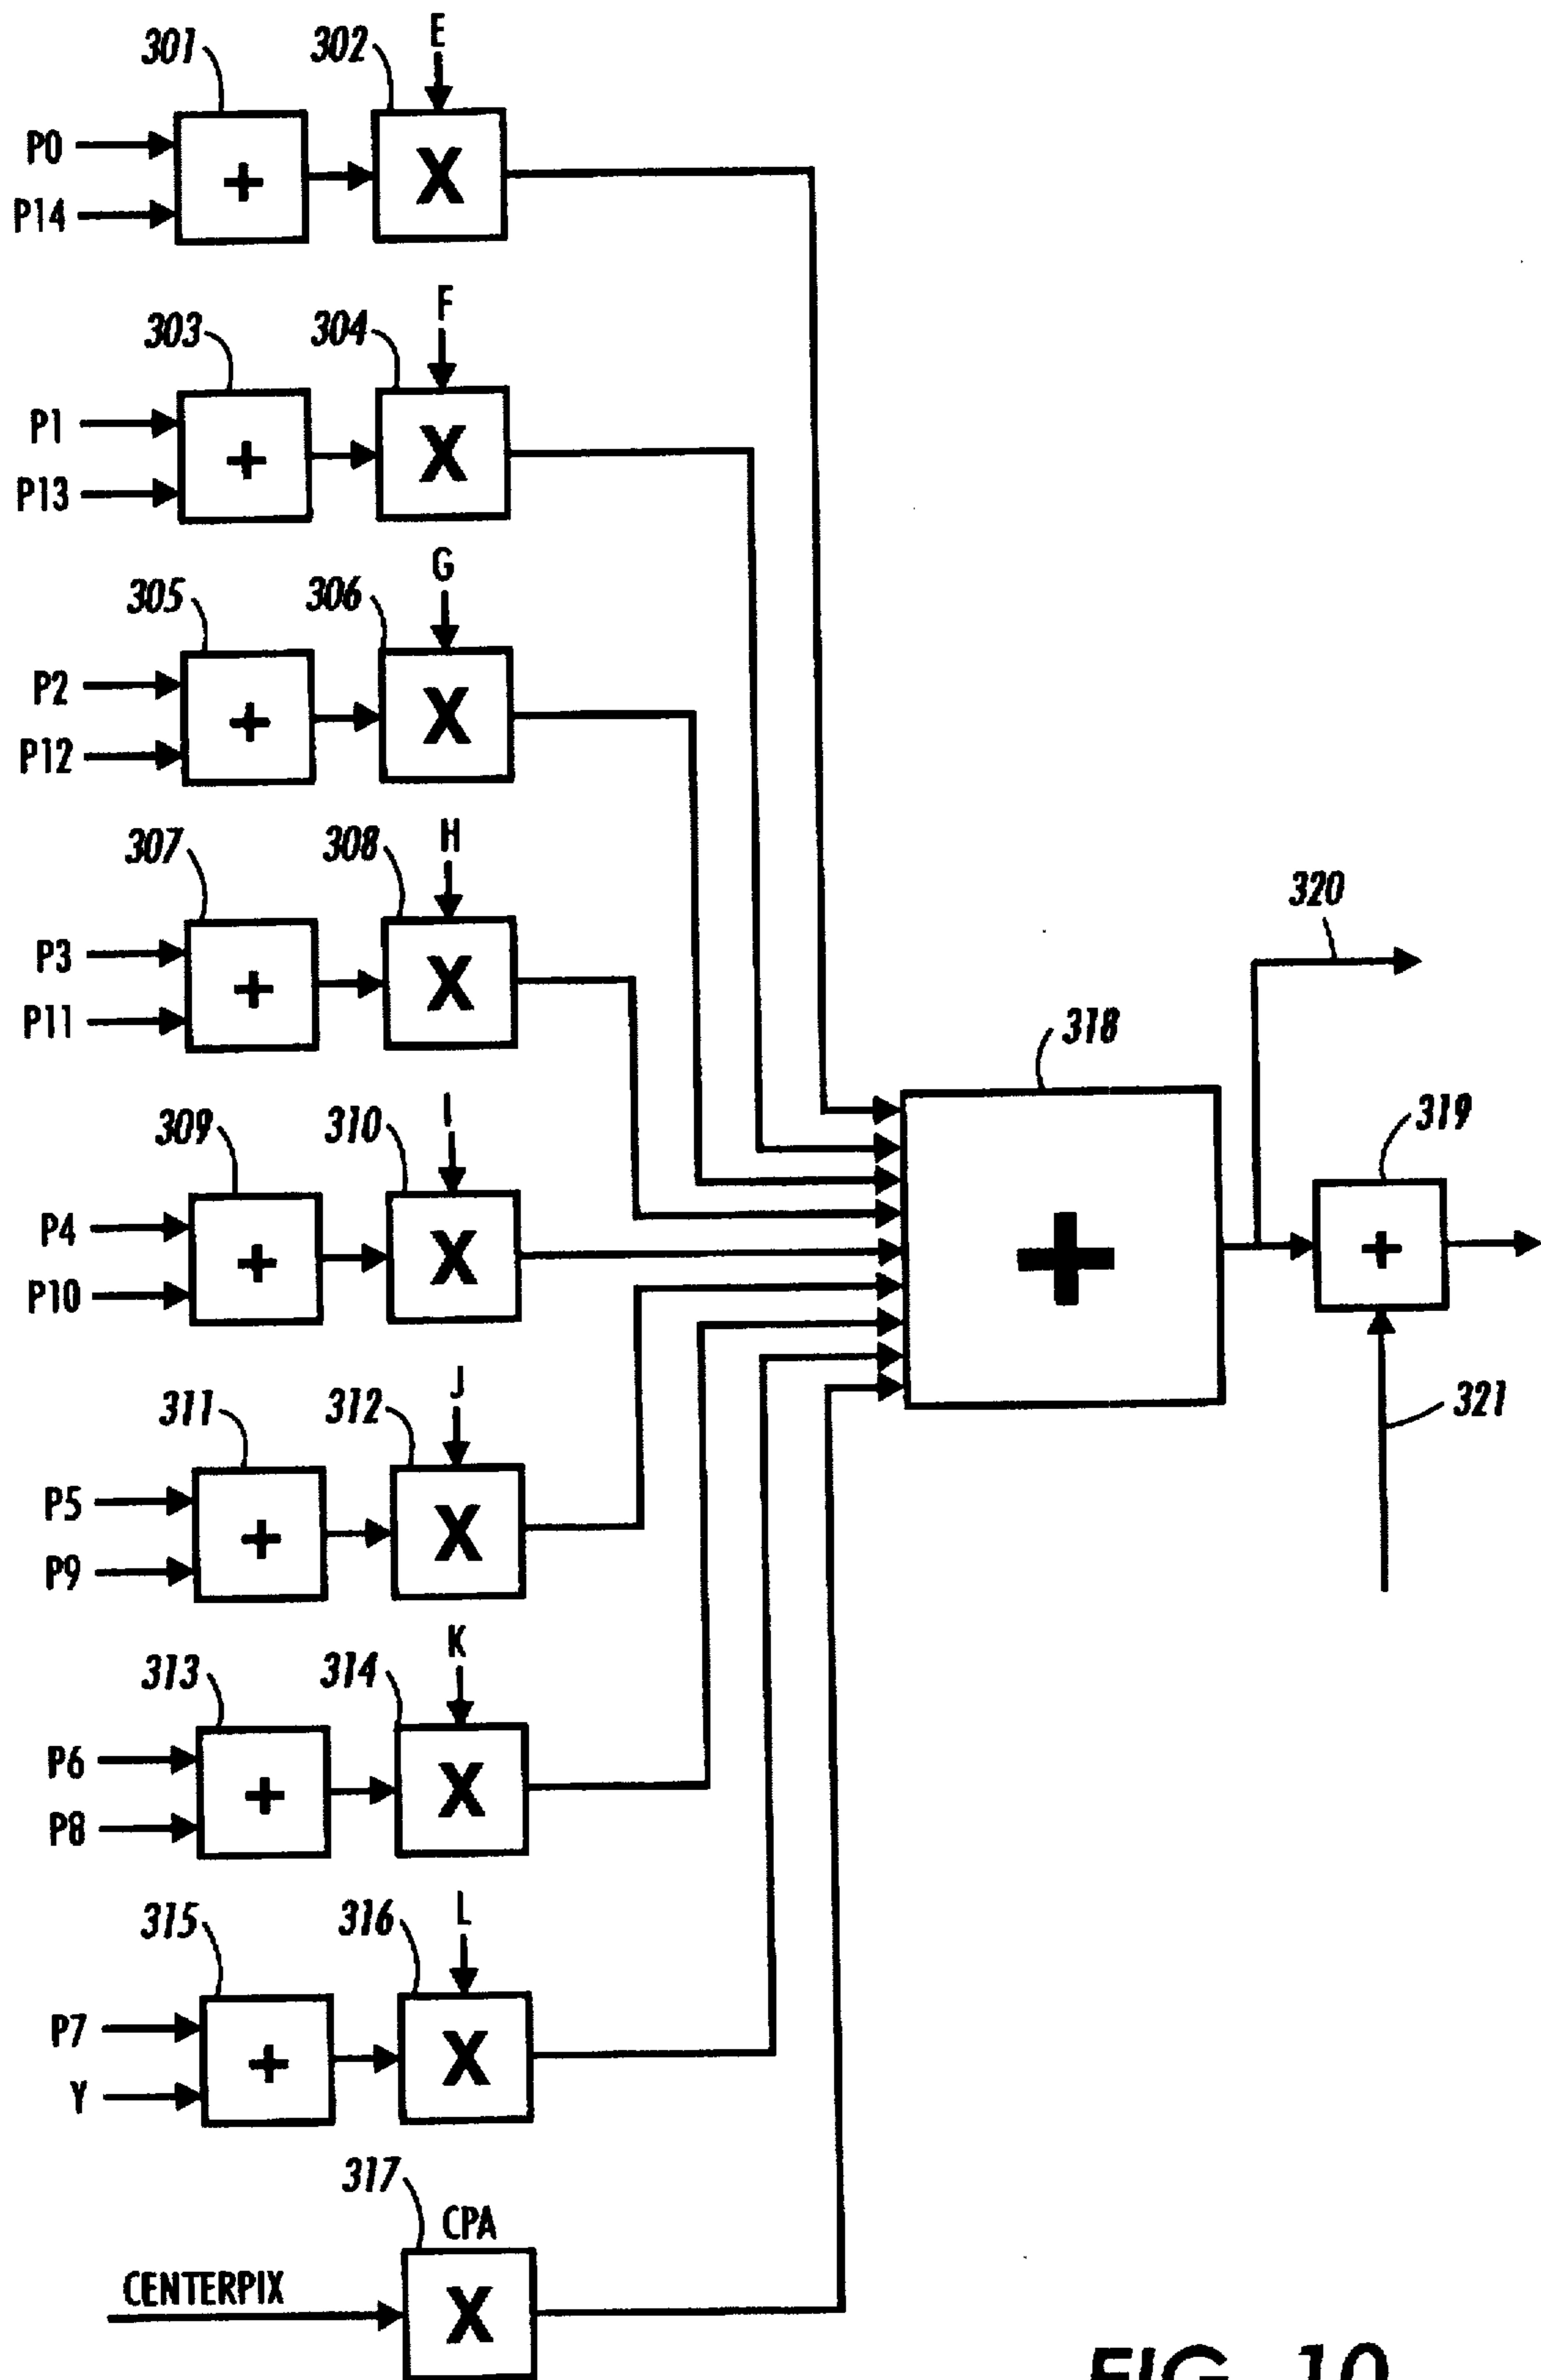 301 302 E
P0 + X
P14
303 304 F
P1 + X
P13
305 306 G
P2 + X
P12
307 308 H
P3 + X
P11
309 310 I
P4 + X
P10
311 312 J
P5 + X
P9
313 314 K
P6 + X
P8
315 316 L
P7 + X
Y
317 CPA
CENTERPIX X
318
+
320
319
+
321
FIG. 10